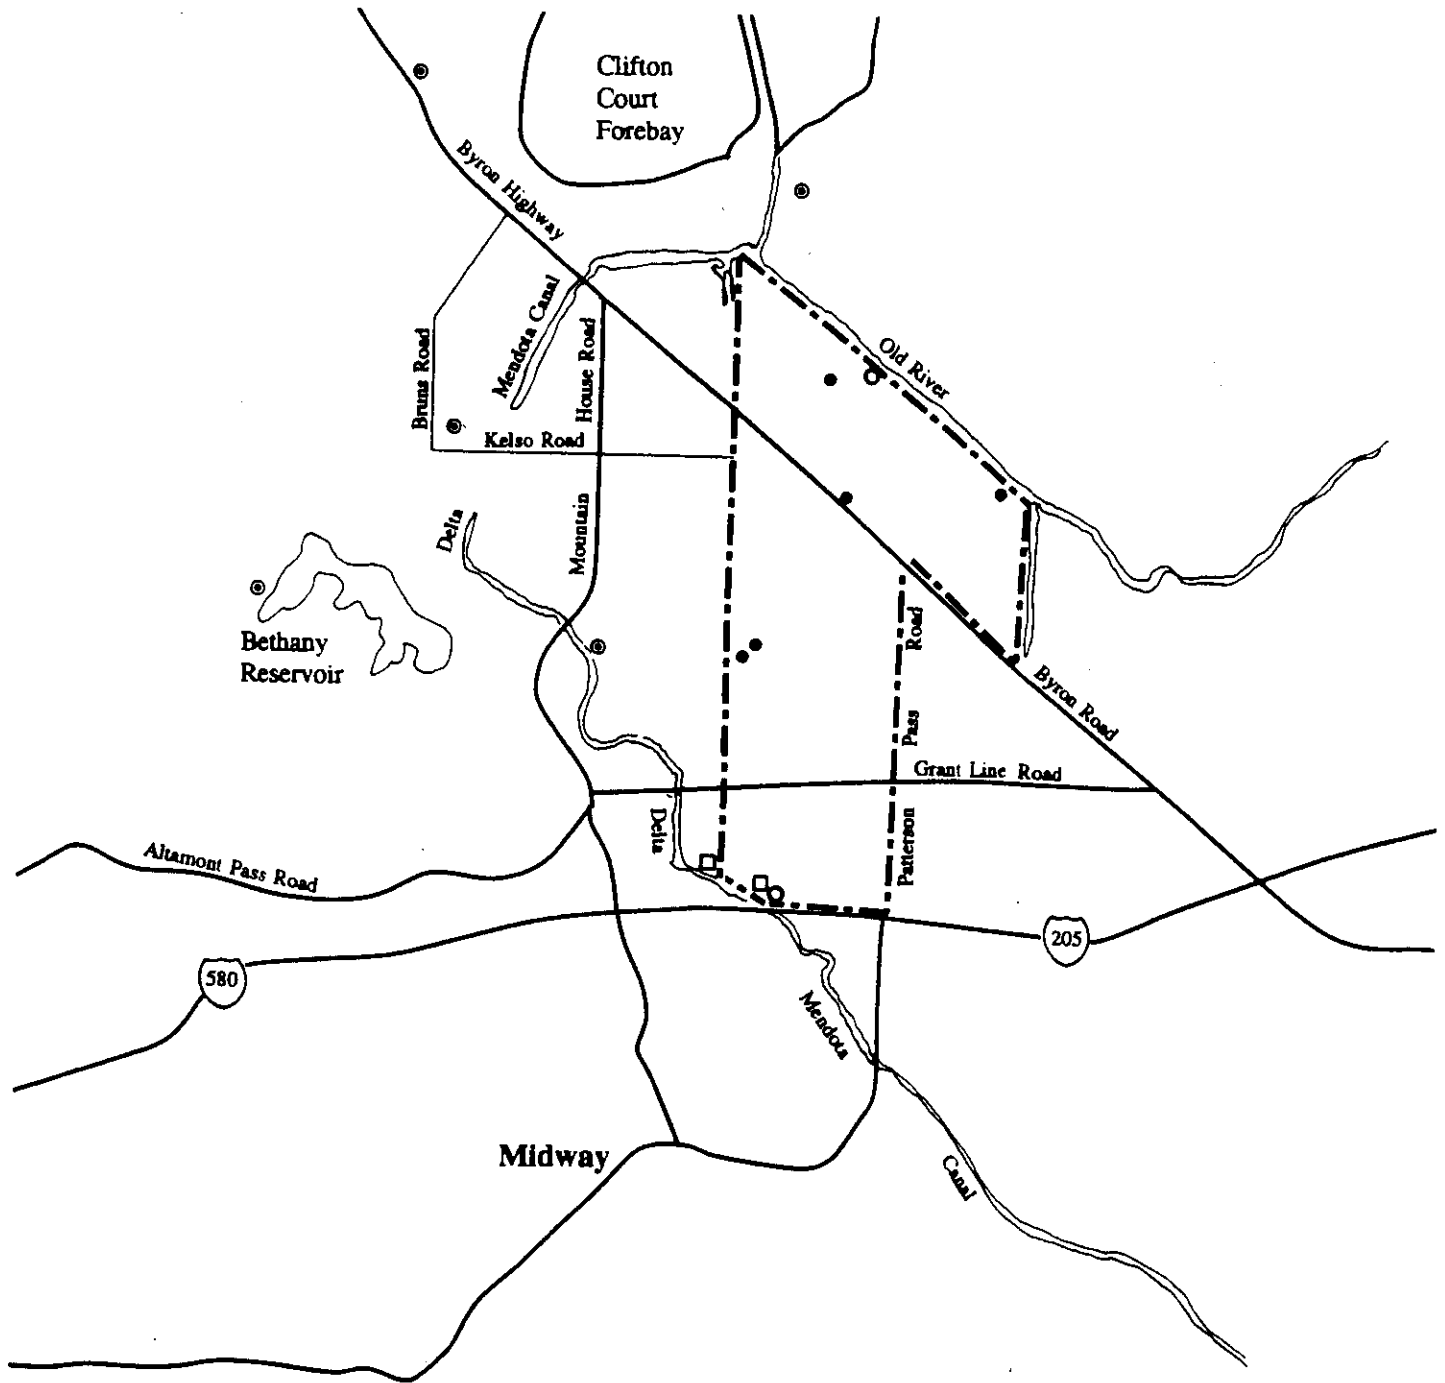 Clifton
Court
Forebay
Byron Highway
Mendota Canal
House Road
Bruns Road
Old River
Kelso Road
Delta
Mountain
Bethany
Reservoir
Road
Byron Road
Pass
Grant Line Road
Delta
Patterson
Altamont Pass Road
205
580
Mendota
Midway
Canal